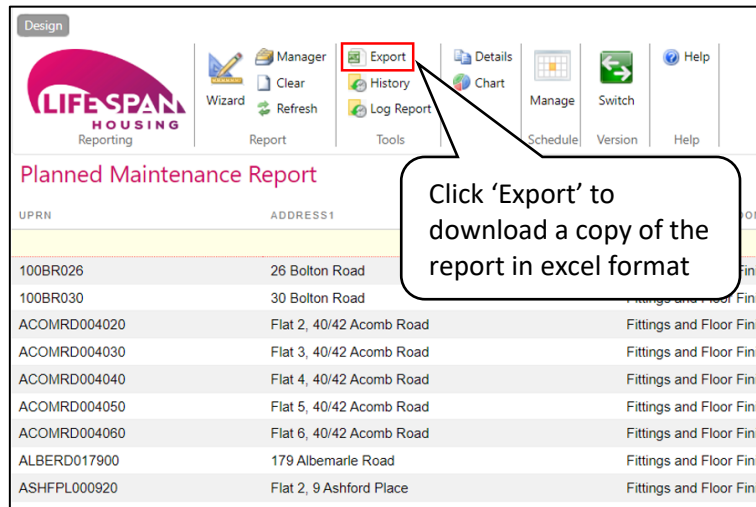 Design
Manager Export Details Help
LIFESPAN HOUSING
Wizard Clear History Chart Manage Switch
Refresh Log Report
Reporting Report Tools Schedule Version Help
Planned Maintenance Report
Click ‘Export’ to
download a copy of the
report in excel format
UPRN ADDRESS1
100BR026 26 Bolton Road
100BR030 30 Bolton Road Fittings and Floor Fin
ACOMRD004020 Flat 2, 40/42 Acomb Road Fittings and Floor Fin
ACOMRD004030 Flat 3, 40/42 Acomb Road Fittings and Floor Fin
ACOMRD004040 Flat 4, 40/42 Acomb Road Fittings and Floor Fin
ACOMRD004050 Flat 5, 40/42 Acomb Road Fittings and Floor Fin
ACOMRD004060 Flat 6, 40/42 Acomb Road Fittings and Floor Fin
ALBERD017900 179 Albemarle Road Fittings and Floor Fin
ASHFPL000920 Flat 2, 9 Ashford Place Fittings and Floor Fin